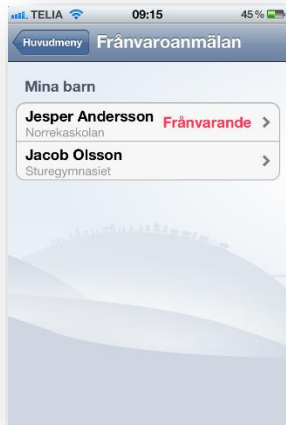 TELIA 09:15 45 %
Huvudmeny Frånvaroanmälan
Mina barn
Jesper Andersson Frånvarande
Norrekaskolan
Jacob Olsson
Sturegymnasiet